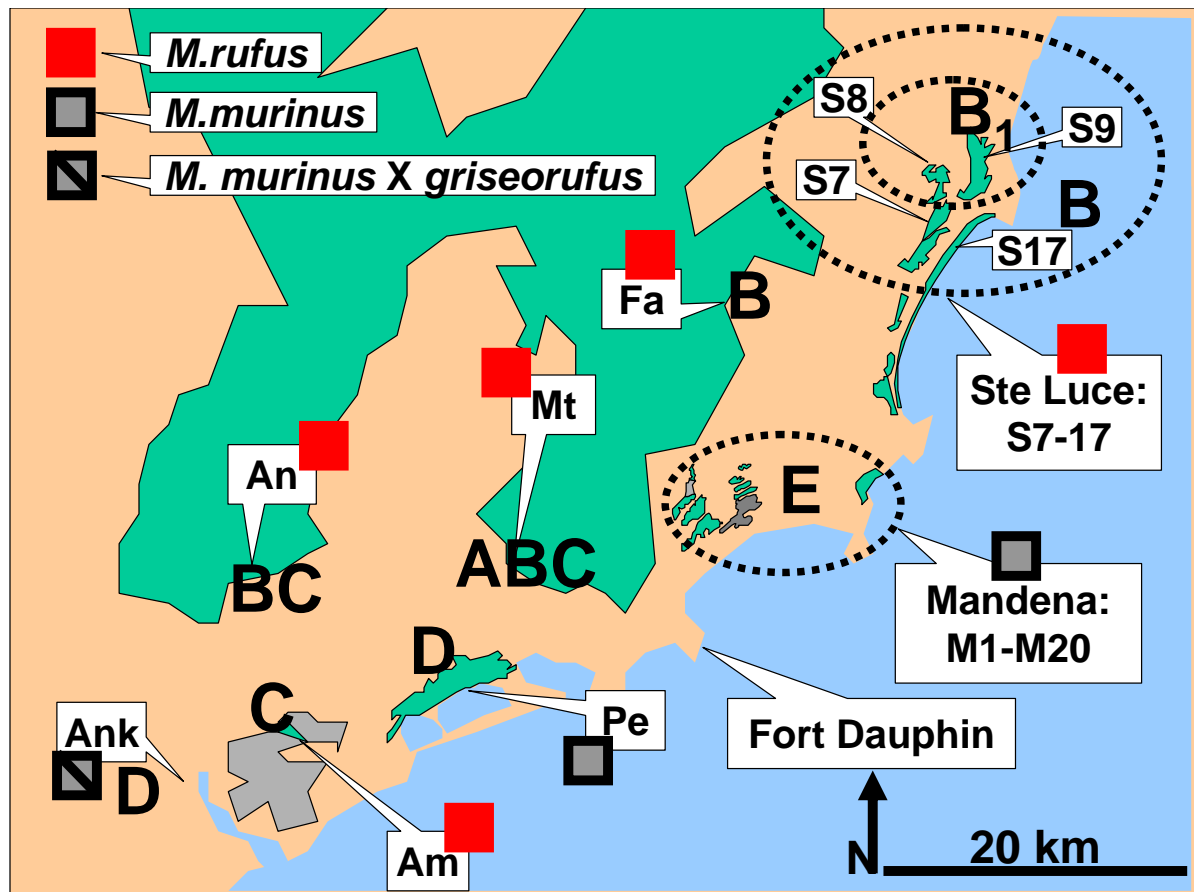 M.rufus
M.murinus
M. murinus X griseorufus
S8
B1
S9
S7
B
S17
Fa
B
Mt
Ste Luce:
S7-17
An
E
BC
ABC
Mandena:
M1-M20
D
C
Ank
D
Pe
Fort Dauphin
Am
N
20 km